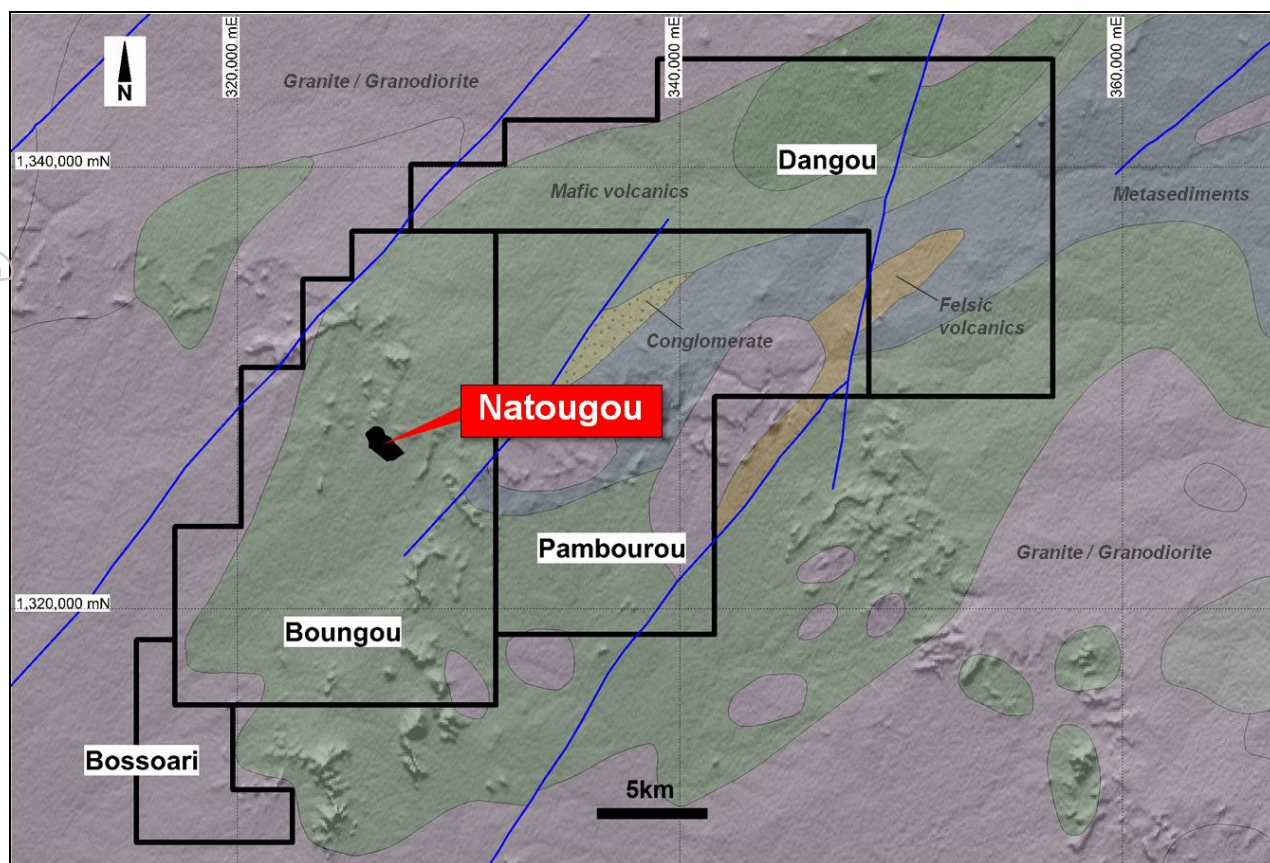 320,000 mE
340,000 mE
360,000 mE
N
Granite / Granodiorite
1,340,000 mN
Dangou
Mafic volcanics
Metasediments
Felsic
volcanics
Conglomerate
Natougou
Pambourou
Granite / Granodiorite
1,320,000 mN
Boungou
Bossoari
5km